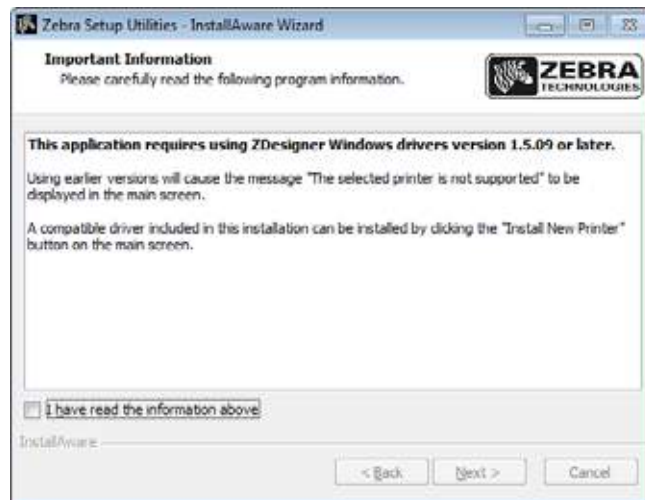 Zebra Setup Utilities - InstallAware Wizard
Important Information
Please carefully read the following program information.
ZEBRA
TECHNOLOGIES
This application requires using ZDesigner Windows drivers version 1.5.09 or later.
Using earlier versions will cause the message "The selected printer is not supported" to be
displayed in the main screen.
A compatible driver included in this installation can be installed by clicking the "Install New Printer"
button on the main screen.
I have read the information above
InstallAware
< Back
Next >
Cancel